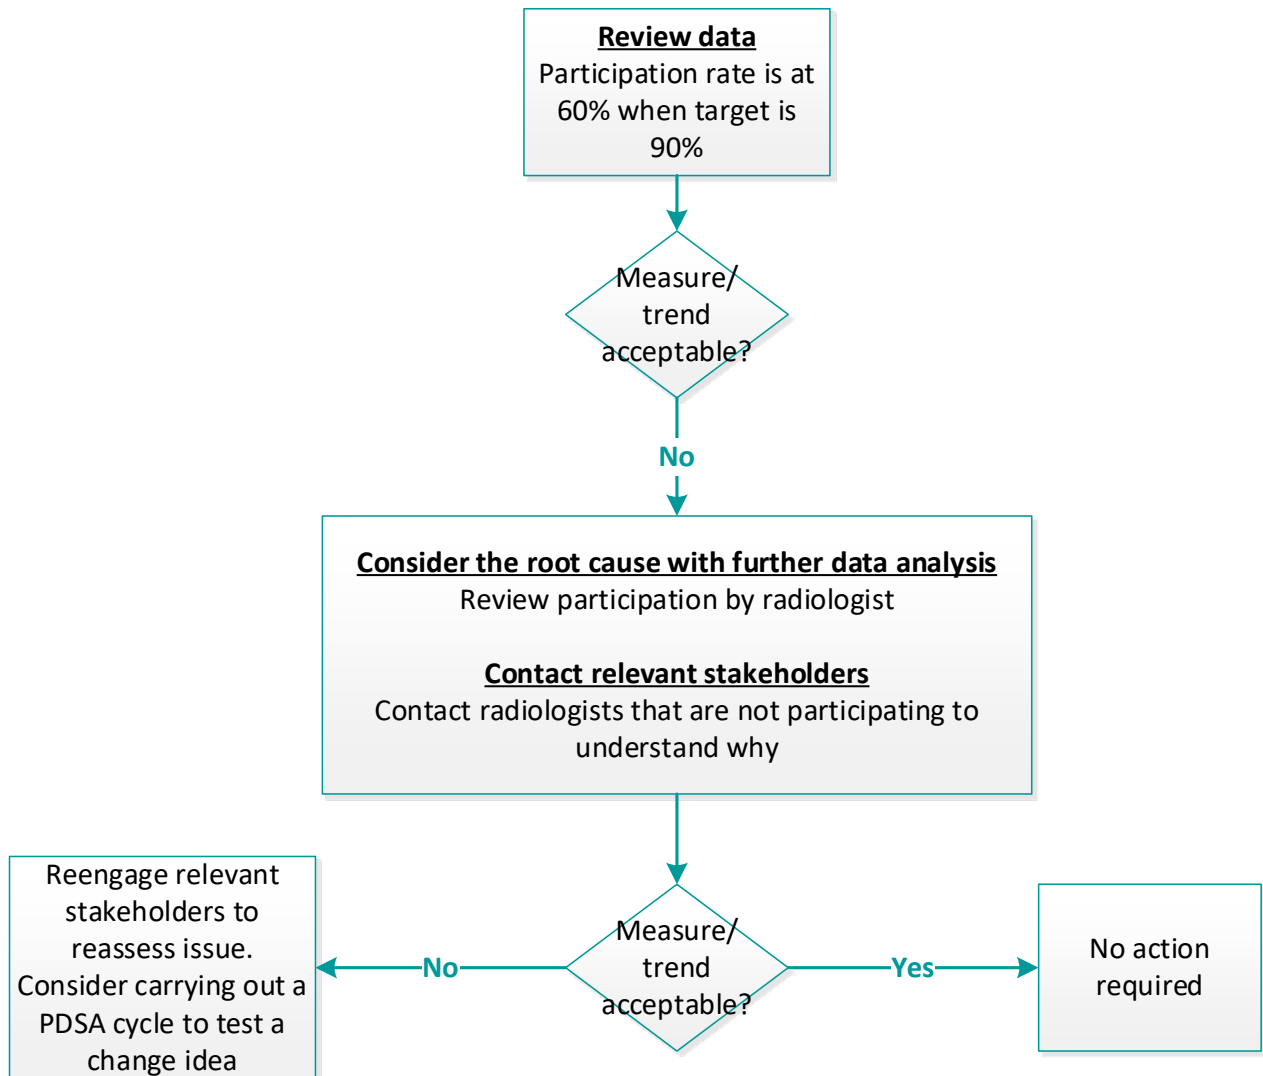 Review data
Participation rate is at
60% when target is
90%
Measure/
trend
acceptable?
No
Consider the root cause with further data analysis
Review participation by radiologist
Contact relevant stakeholders
Contact radiologists that are not participating to
understand why
Reengage relevant
stakeholders to
reassess issue.
Consider carrying out a
PDSA cycle to test a
change idea
No
Measure/
trend
acceptable?
Yes
No action
required